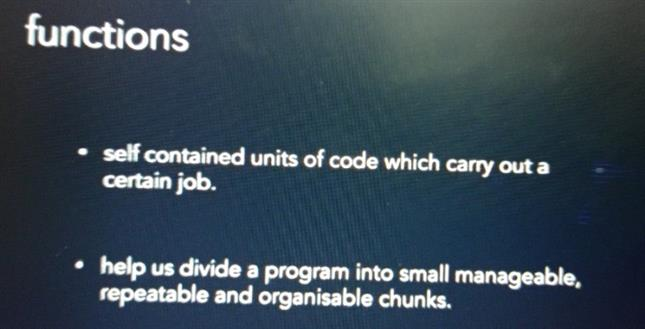 functions
• self contained units of code which carry out a
certain job.
• help us divide a program into small manageable,
repeatable and organisable chunks.